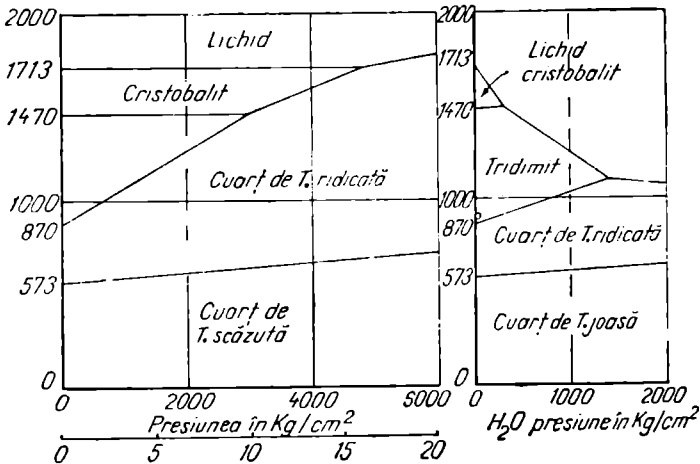 2000
1713
1470
1000
870
573
0
Lichid
Cristobalit
Cuarț de T. ridicată
Cuarț de
T. scăzută
0 2000 4000 6000
Presiunea în Kg/cm²
0 5 10 15 20
2000
1713
1470
1000
870
573
0
Lichid
cristobalit
Tridimit
Cuarț de T. ridicată
Cuarț de T. joasă
0 1000 2000
H₂O presiune în Kg/cm²